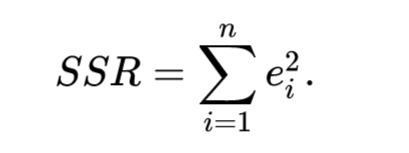 $SSR = \sum_{i=1}^{n} e_i^2.$